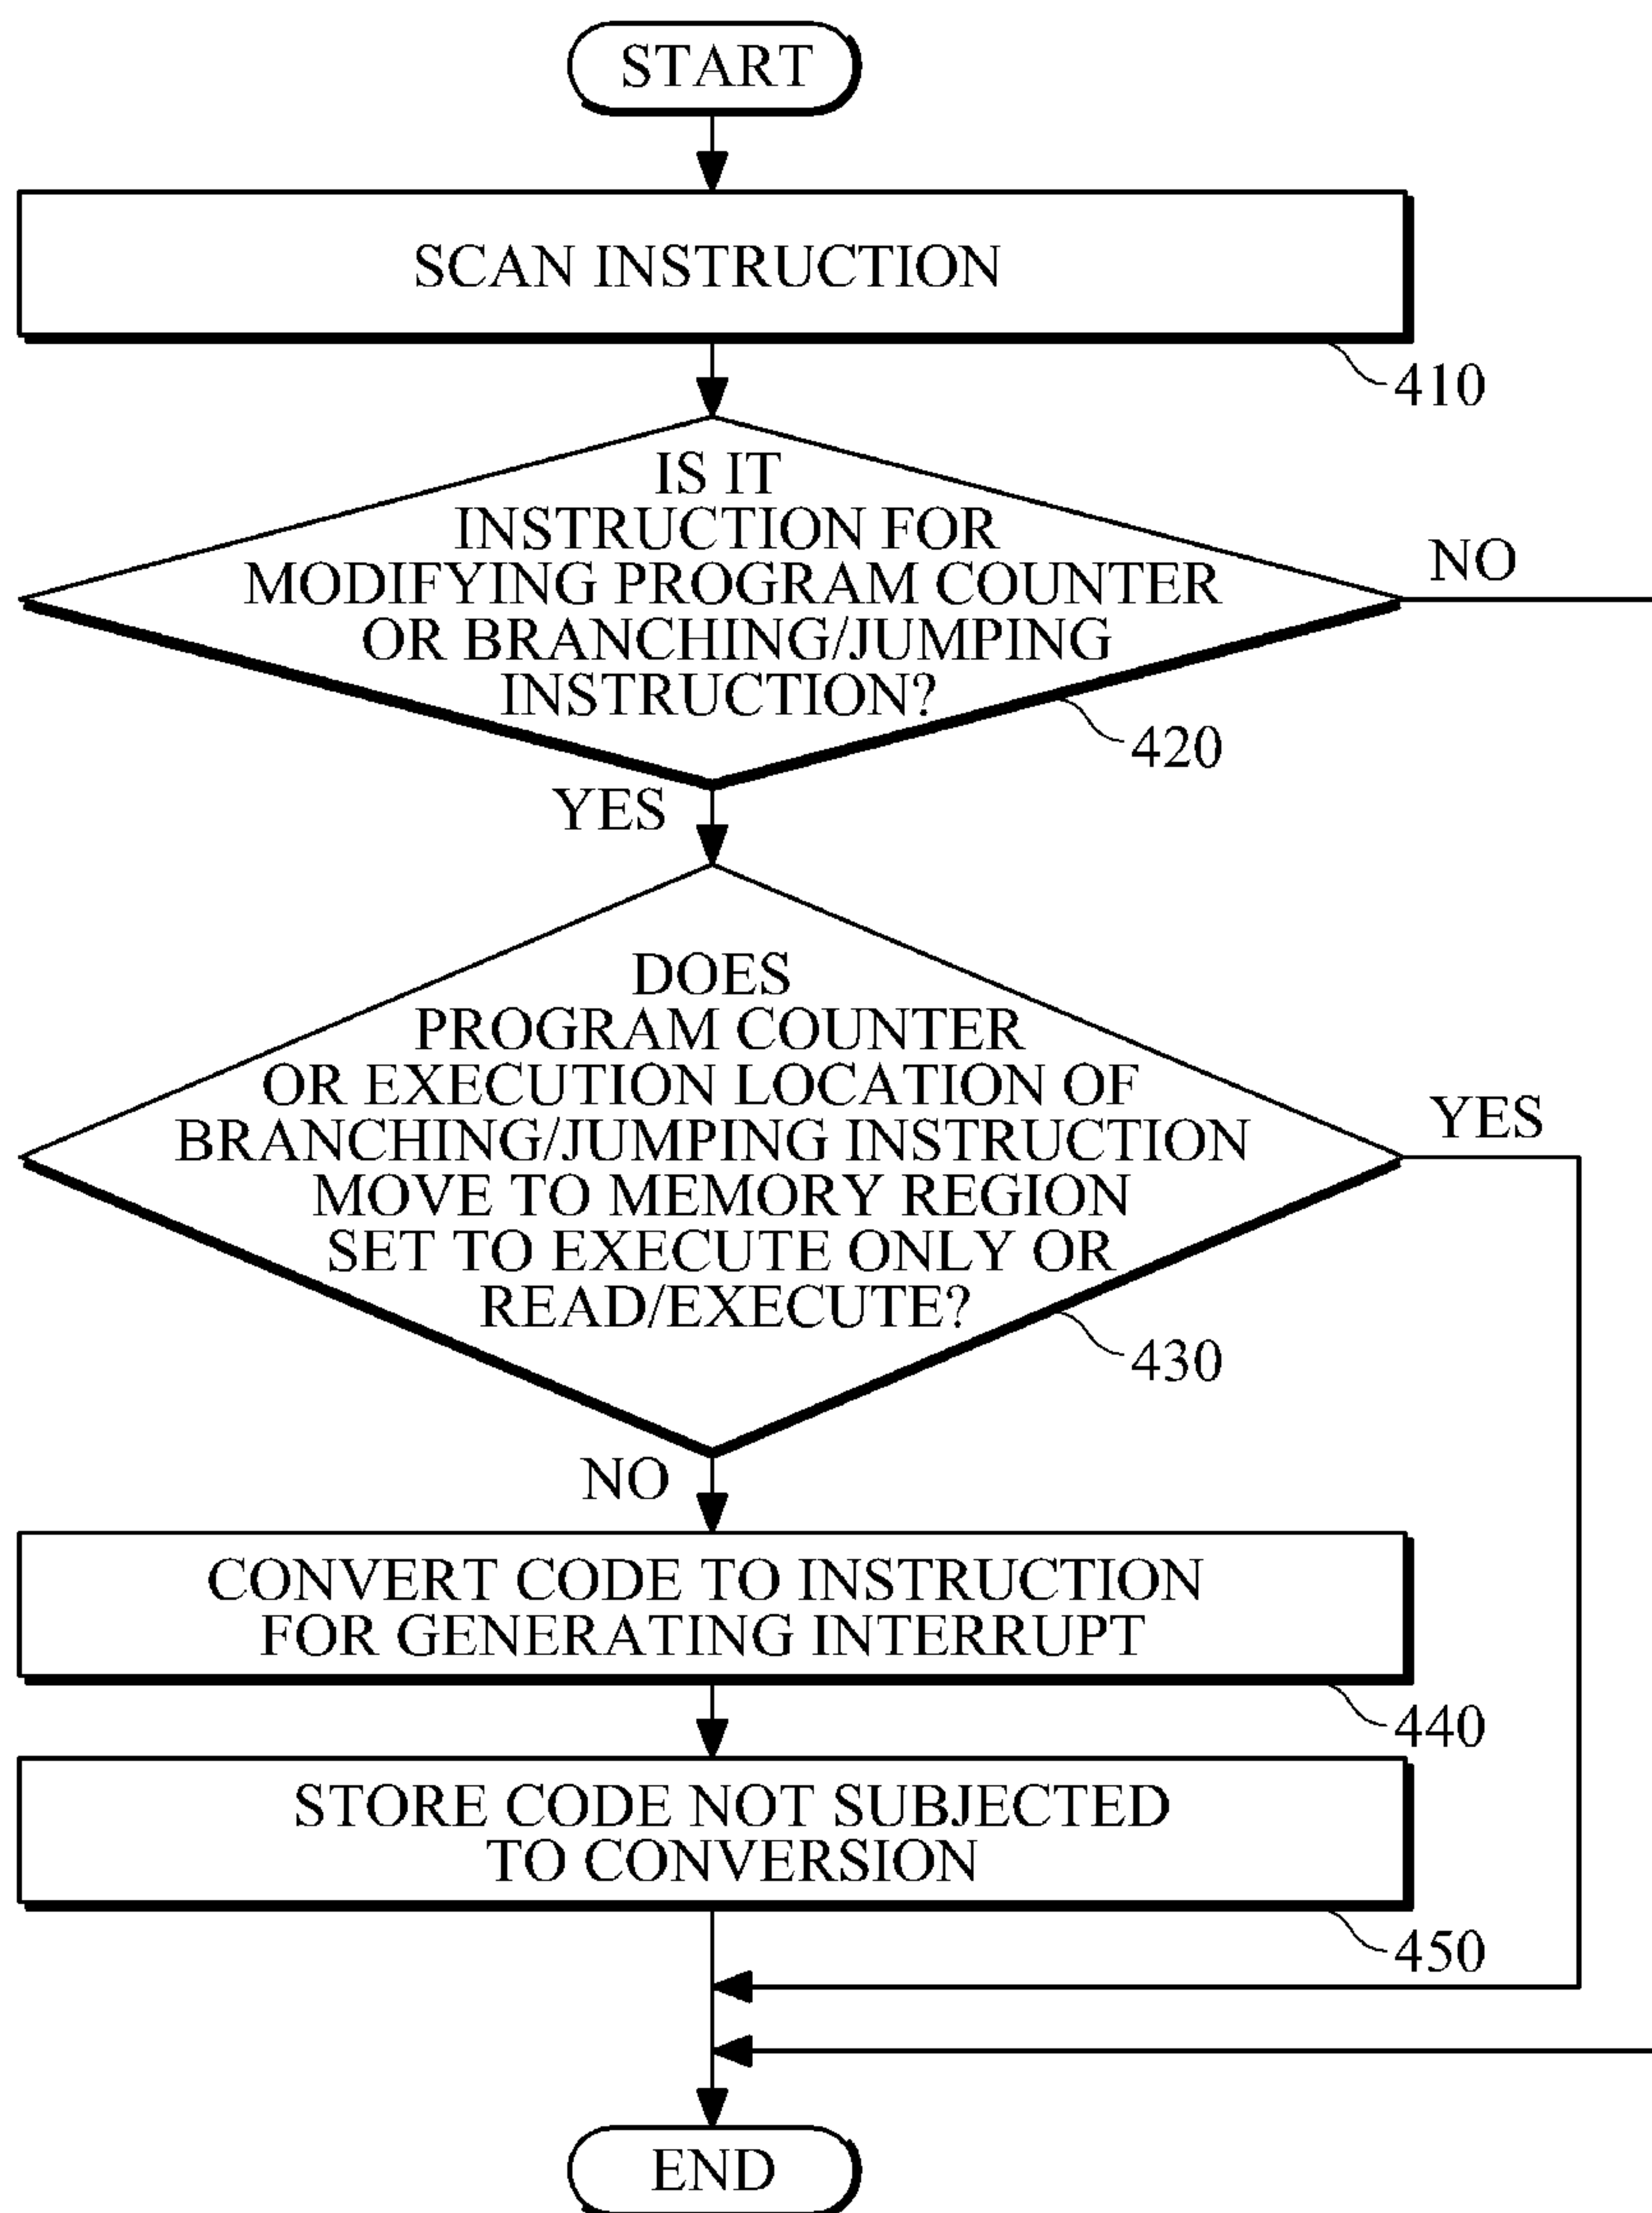 START
SCAN INSTRUCTION
410
IS IT
INSTRUCTION FOR
MODIFYING PROGRAM COUNTER
OR BRANCHING/JUMPING
INSTRUCTION?
NO
420
YES
DOES
PROGRAM COUNTER
OR EXECUTION LOCATION OF
BRANCHING/JUMPING INSTRUCTION
MOVE TO MEMORY REGION
SET TO EXECUTE ONLY OR
READ/EXECUTE?
YES
430
NO
CONVERT CODE TO INSTRUCTION
FOR GENERATING INTERRUPT
440
STORE CODE NOT SUBJECTED
TO CONVERSION
450
END